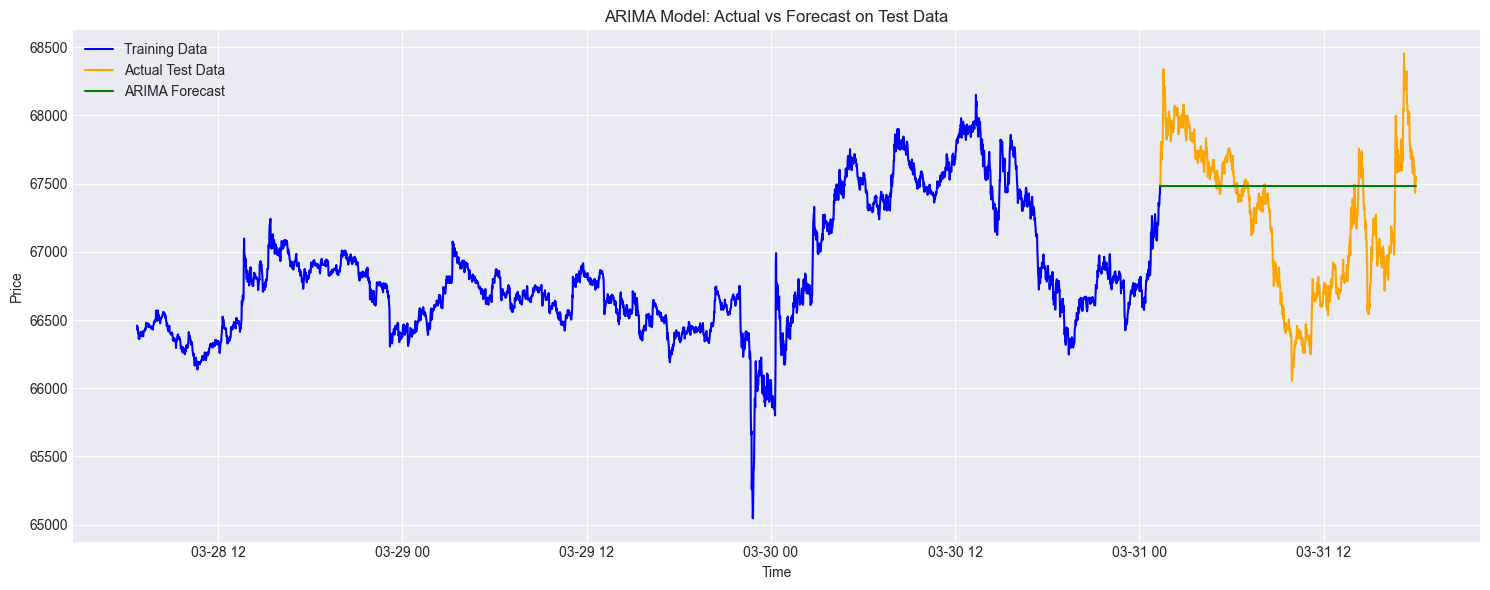 ARIMA Model: Actual vs Forecast on Test Data
Training Data
Actual Test Data
ARIMA Forecast
Price
68500
68000
67500
67000
66500
66000
65500
65000
03-28 12
03-29 00
03-29 12
03-30 00
03-30 12
03-31 00
03-31 12
Time